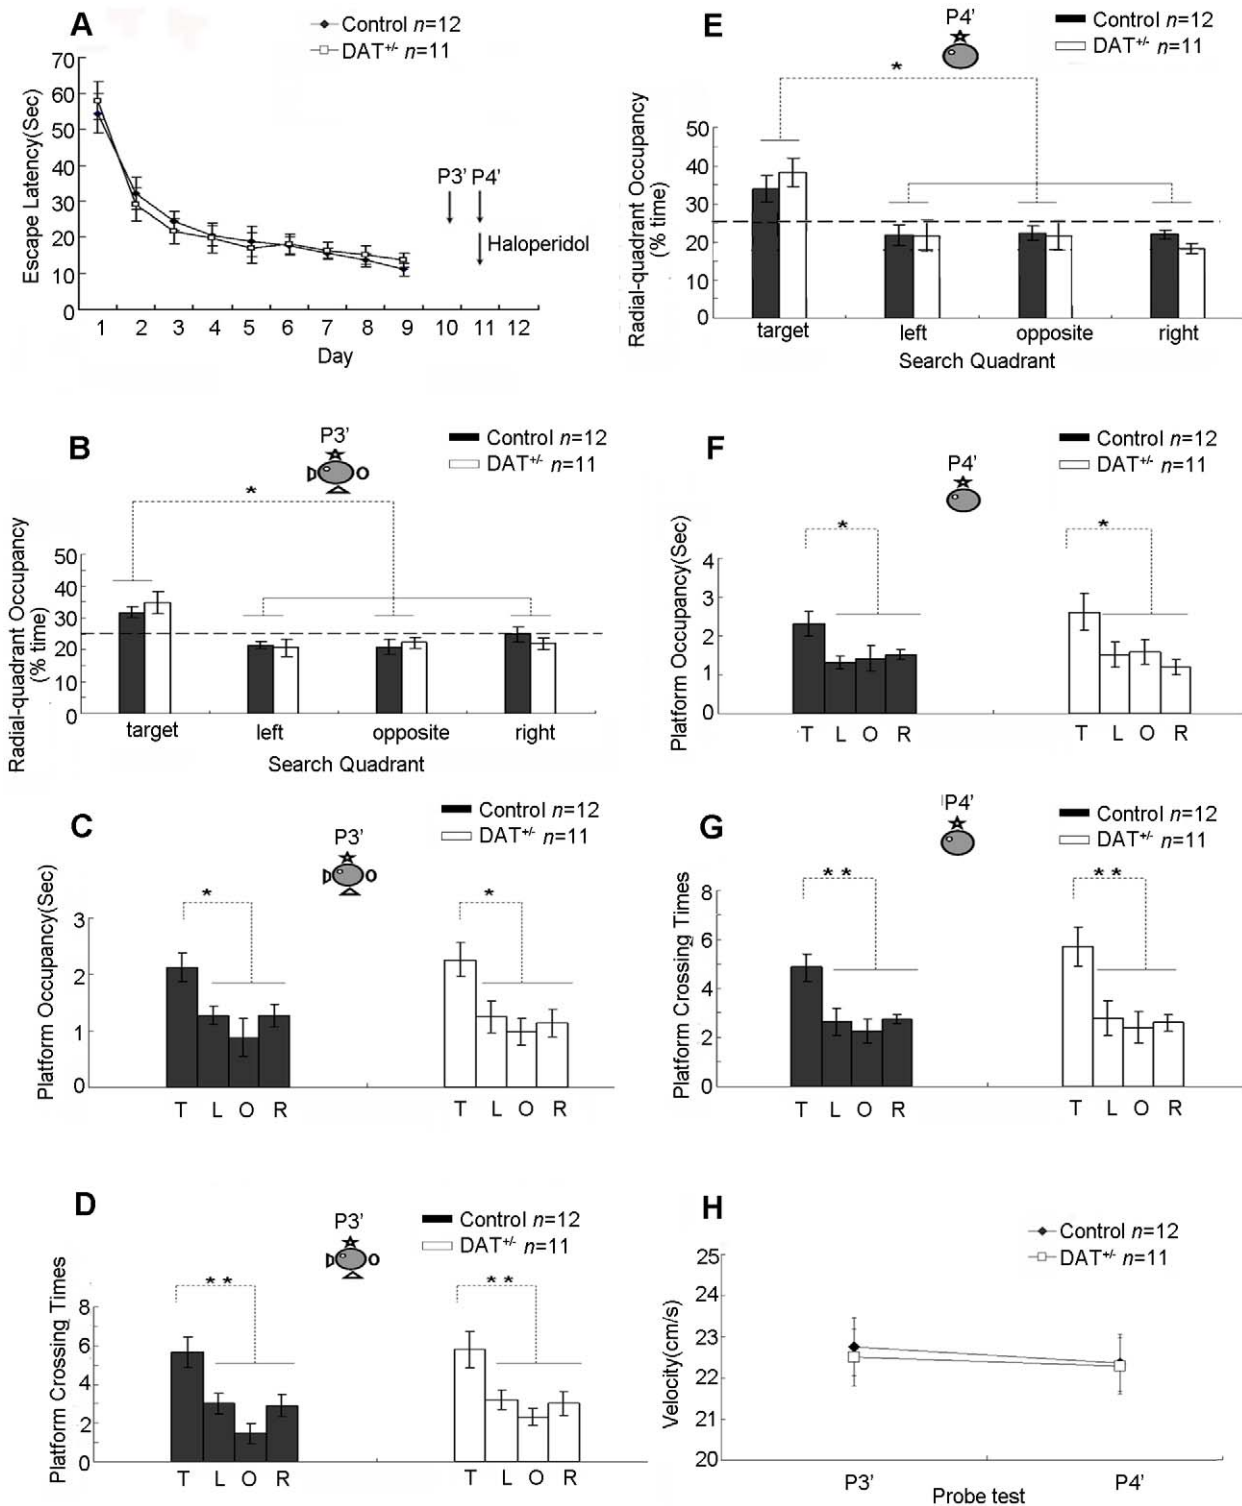 A
Control n=12
DAT+/- n=11
Escape Latency(Sec)
70
60
50
40
30
20
10
0
P3' P4'
Haloperidol
1 2 3 4 5 6 7 8 9 10 11 12
Day
B
P3'
Control n=12
DAT+/- n=11
*
Radial-quadrant Occupancy
(% time)
50
40
30
20
10
0
target left opposite right
Search Quadrant
C
P3'
Control n=12
DAT+/- n=11
* *
Platform Occupancy(Sec)
3
2
1
0
T L O R T L O R
D
P3'
Control n=12
DAT+/- n=11
** **
Platform Crossing Times
8
6
4
2
0
T L O R T L O R
E
P4'
Control n=12
DAT+/- n=11
*
Radial-quadrant Occupancy
(% time)
50
40
30
20
10
0
target left opposite right
Search Quadrant
F
P4'
Control n=12
DAT+/- n=11
* *
Platform Occupancy(Sec)
4
3
2
1
0
T L O R T L O R
G
P4'
Control n=12
DAT+/- n=11
** **
Platform Crossing Times
8
6
4
2
0
T L O R T L O R
H
Control n=12
DAT+/- n=11
Velocity(cm/s)
25
24
23
22
21
20
P3' P4'
Probe test